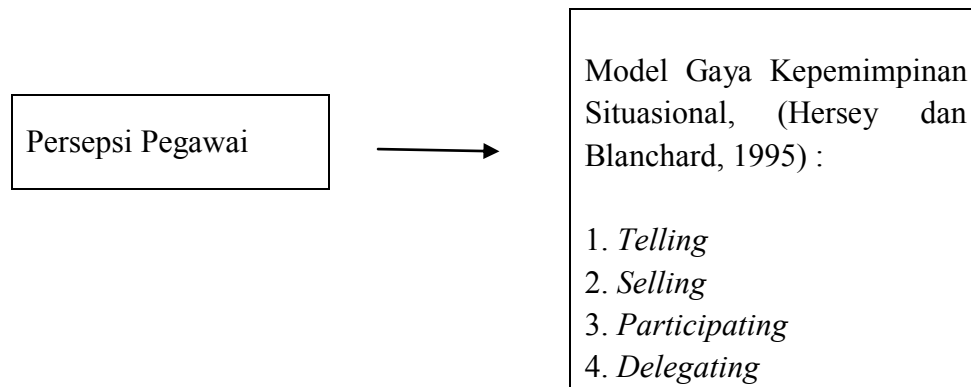 Persepsi Pegawai
Model Gaya Kepemimpinan
Situasional, (Hersey dan
Blanchard, 1995) :
1. Telling
2. Selling
3. Participating
4. Delegating